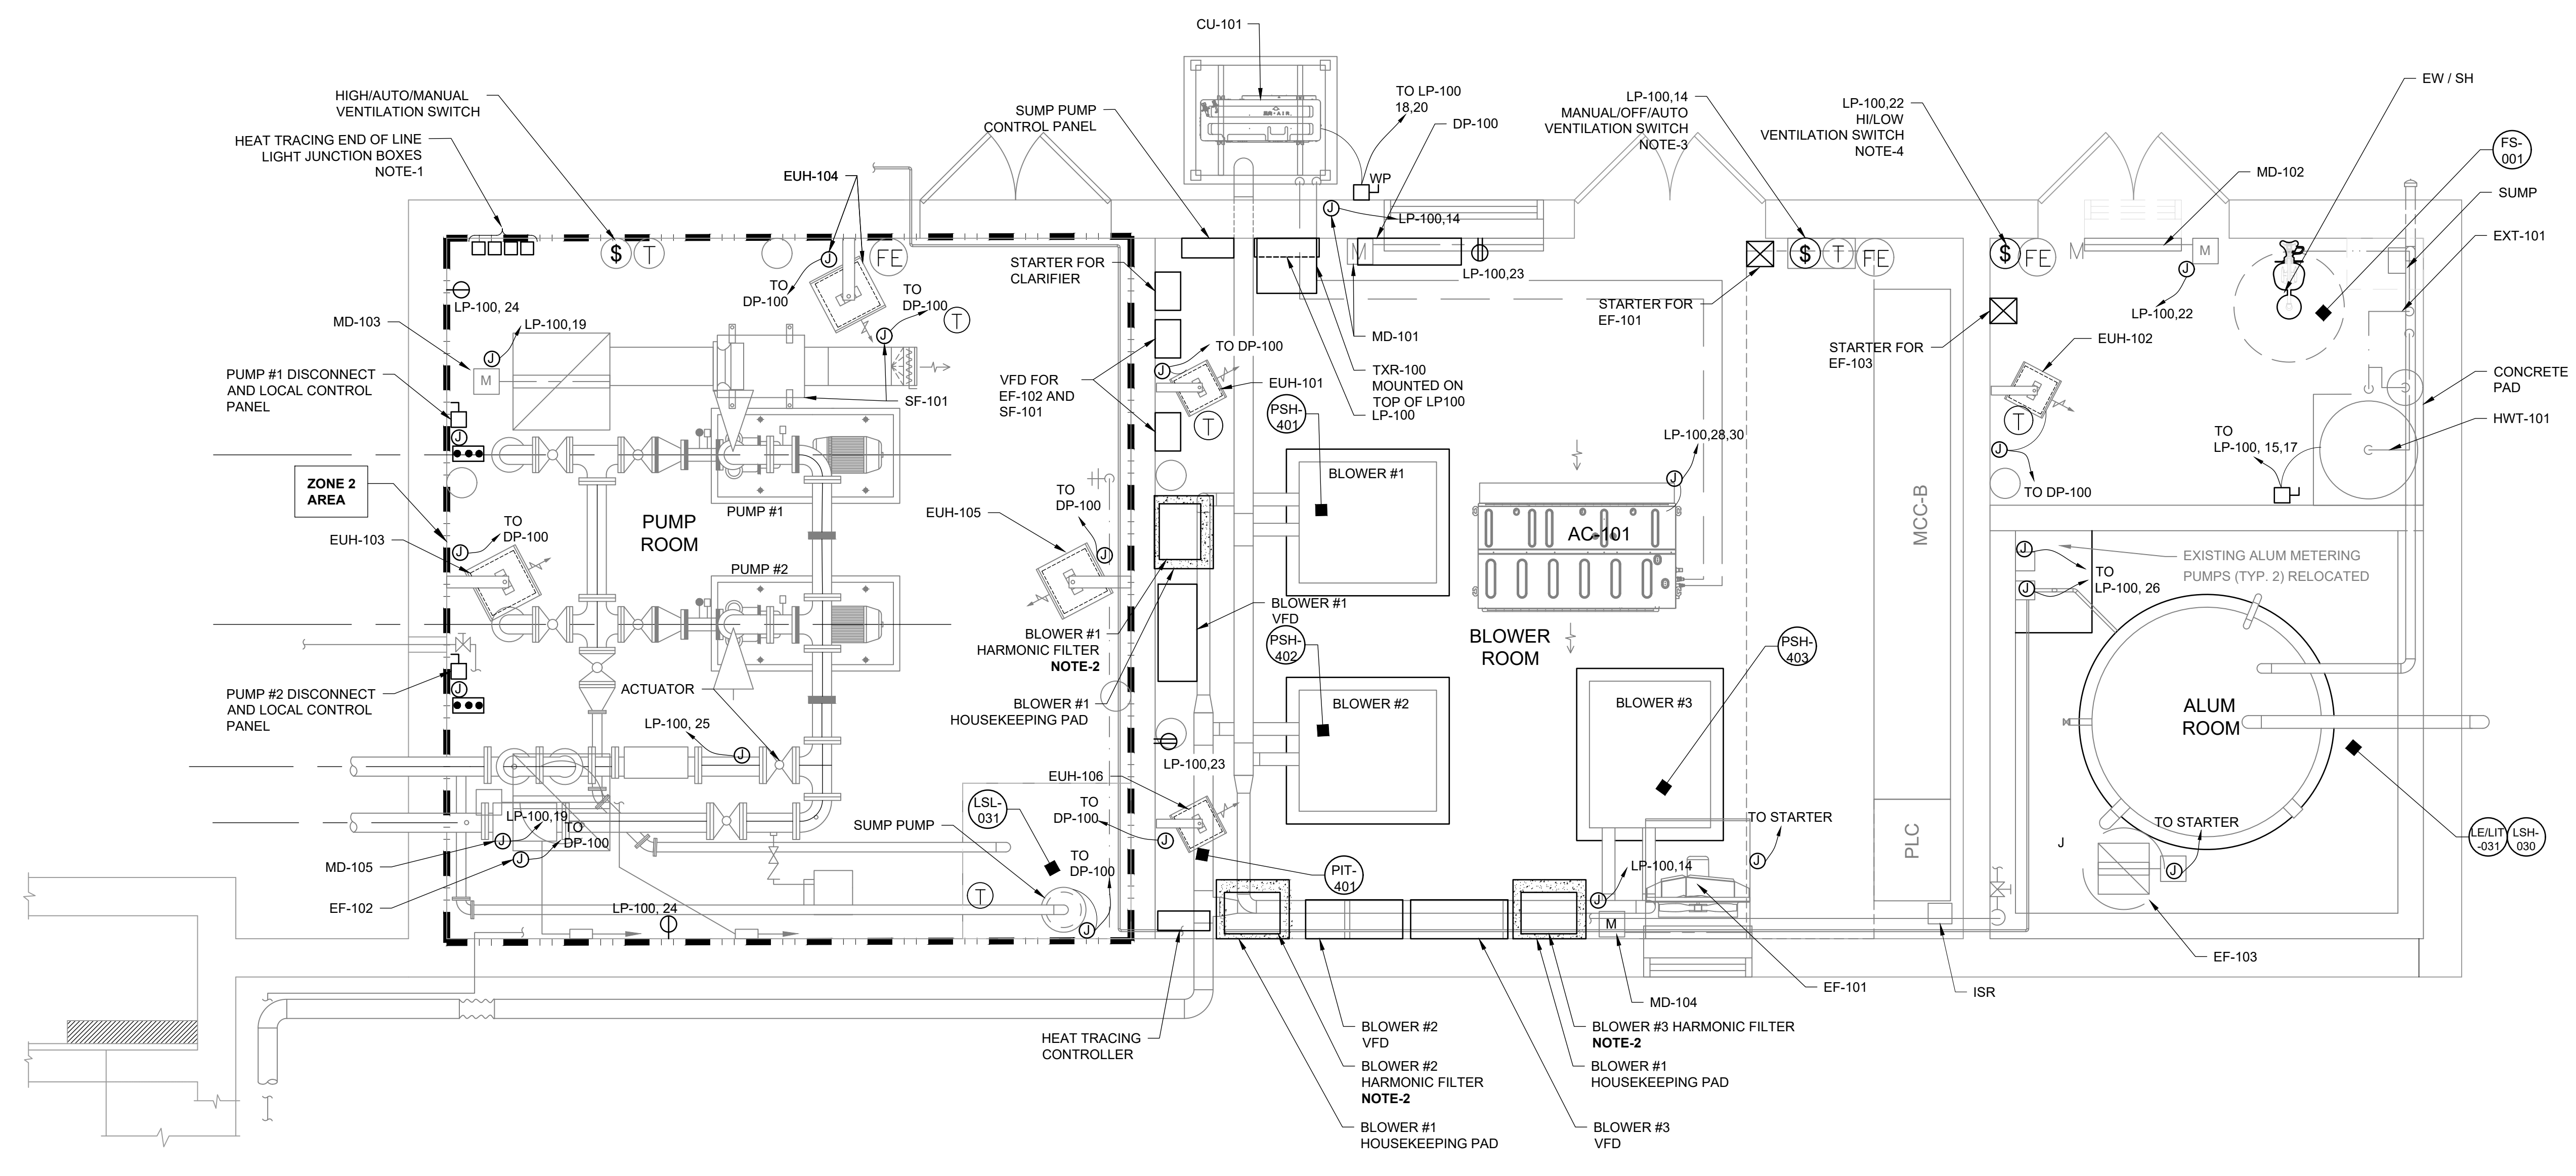 CU-101
HIGH/AUTO/MANUAL
VENTILATION SWITCH
HEAT TRACING END OF LINE
LIGHT JUNCTION BOXES
NOTE-1
EUH-104
SUMP PUMP
CONTROL PANEL
TO LP-100
18,20
DP-100
WP
LP-100,14
MANUAL/OFF/AUTO
VENTILATION SWITCH
NOTE-3
LP-100,22
HI/LOW
VENTILATION SWITCH
NOTE-4
EW / SH
FS-
001
MD-102
SUMP
EXT-101
LP-100,14
M
LP-100,23
$
T
FE
J
TO
DP-100
J
TO
DP-100
T
STARTER FOR
CLARIFIER
J
$
T
FE
$
FE
M
M
J
LP-100,22
STARTER FOR
EF-101
LP-100, 24
MD-103
LP-100,19
J
M
MD-101
TO DP-100
J
STARTER FOR
EF-103
EUH-102
PUMP #1 DISCONNECT
AND LOCAL CONTROL
PANEL
VFD FOR
EF-102 AND
SF-101
EUH-101
TXR-100
MOUNTED ON
TOP OF LP100
LP-100
CONCRETE
PAD
SF-101
PSH-
401
T
T
HWT-101
J
LP-100,28,30
J
TO
LP-100, 15,17
J
TO DP-100
ZONE 2
AREA
BLOWER #1
PUMP #1
PUMP
ROOM
TO
DP-100
J
EUH-103
EUH-105
TO
DP-100
J
AC-101
MCC-B
J
EXISTING ALUM METERING
PUMPS (TYP. 2) RELOCATED
PUMP #2
TO
LP-100, 26
J
BLOWER #1
VFD
BLOWER #1
HARMONIC FILTER
NOTE-2
PSH-
402
BLOWER
ROOM
PSH-
403
PUMP #2 DISCONNECT
AND LOCAL CONTROL
PANEL
J
ACTUATOR
BLOWER #1
HOUSEKEEPING PAD
BLOWER #2
BLOWER #3
ALUM
ROOM
LP-100, 25
J
LP-100,23
EUH-106
TO
DP-100
J
LSL-
031
SUMP PUMP
LP-100,19
J
TO
DP-100
J
MD-105
EF-102
LP-100, 24
T
TO
DP-100
J
PIT-
401
LP-100,14
J
M
TO STARTER
J
PLC
TO STARTER
J
J
LE/LIT
-031
LSH-
030
EF-103
EF-101
ISR
MD-104
HEAT TRACING
CONTROLLER
BLOWER #2
VFD
BLOWER #3 HARMONIC FILTER
NOTE-2
BLOWER #2
HARMONIC FILTER
NOTE-2
BLOWER #1
HOUSEKEEPING PAD
BLOWER #1
HOUSEKEEPING PAD
BLOWER #3
VFD